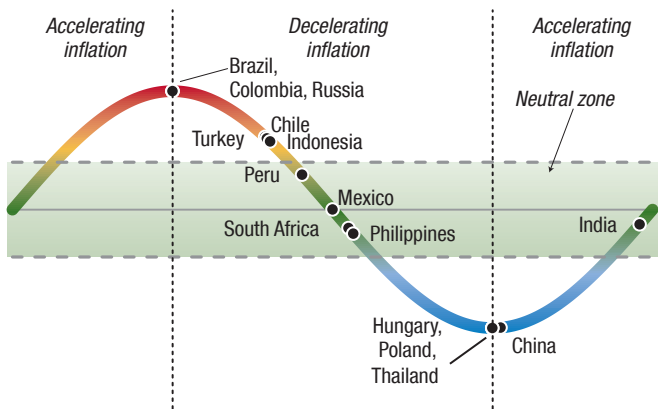 Accelerating
inflation
Decelerating
inflation
Accelerating
inflation
Brazil,
Colombia, Russia
Neutral zone
Chile
Turkey
Indonesia
Peru
Mexico
South Africa
Philippines
India
Hungary,
Poland,
Thailand
China